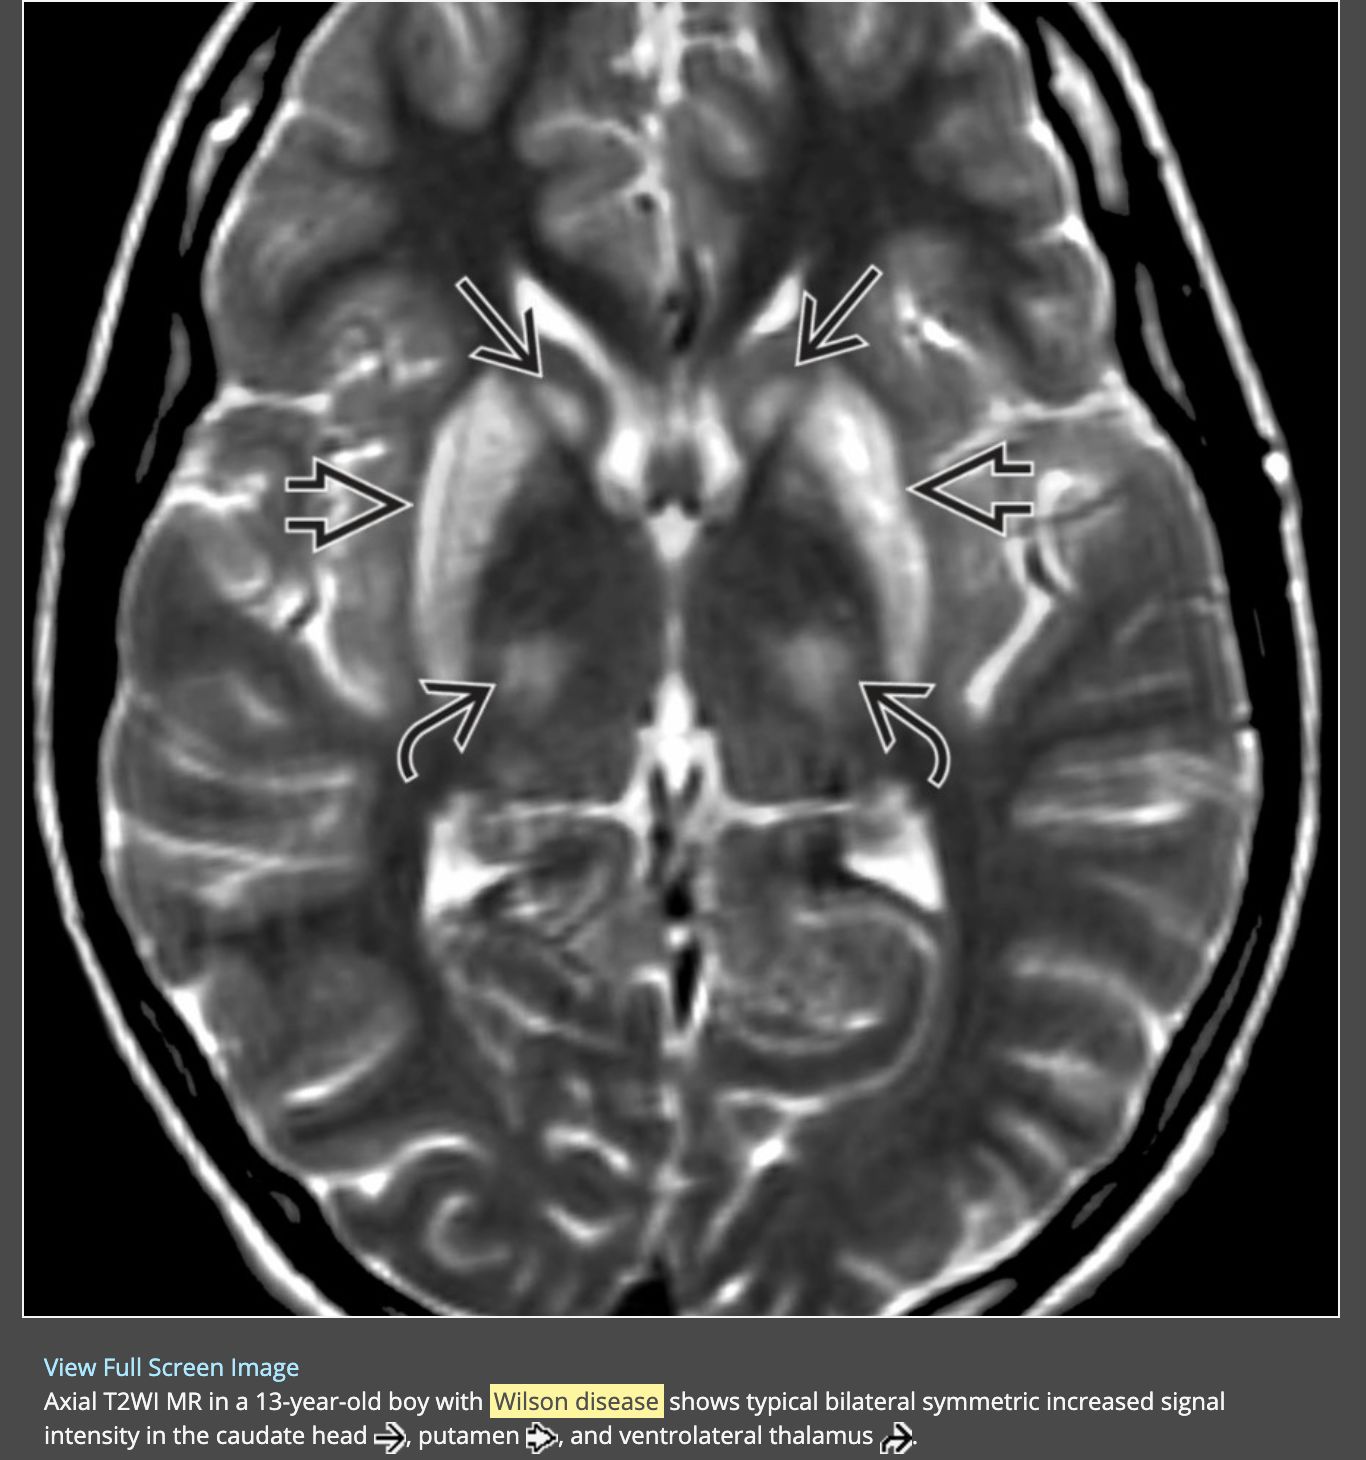 View Full Screen Image
Axial T2WI MR in a 13-year-old boy with Wilson disease shows typical bilateral symmetric increased signal
intensity in the caudate head , putamen , and ventrolateral thalamus .